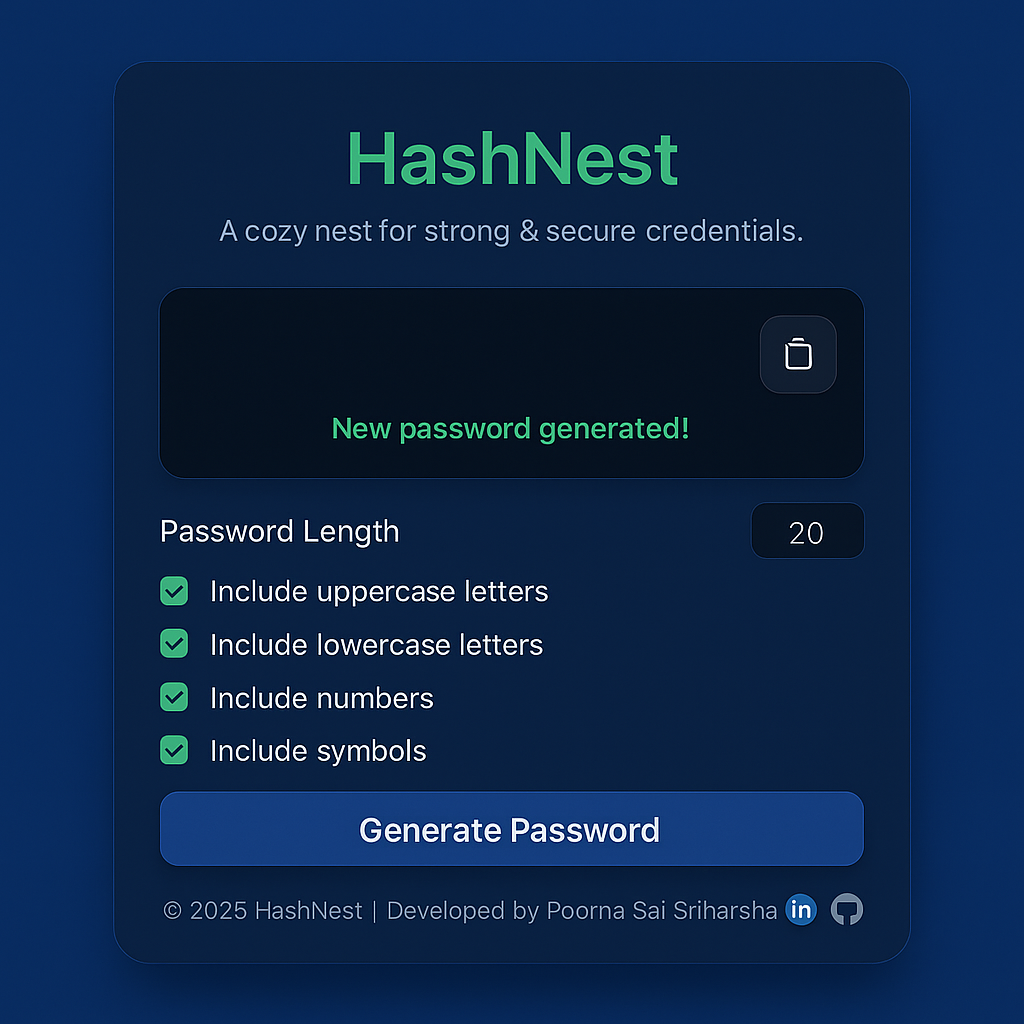 HashNest
A cozy nest for strong & secure credentials.
New password generated!
Password Length 20
Include uppercase letters
Include lowercase letters
Include numbers
Include symbols
Generate Password
© 2025 HashNest | Developed by Poorna Sai Sriharsha in